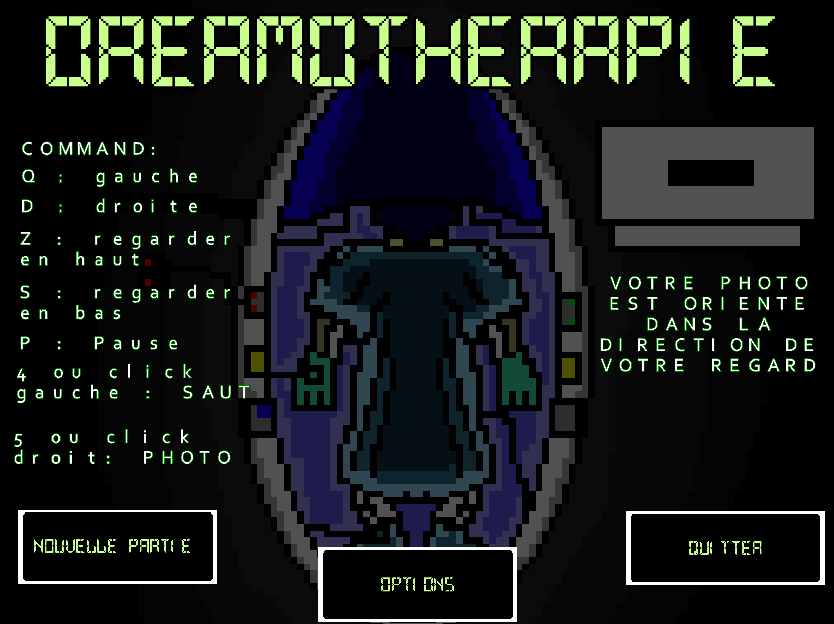 DREAMOTHERAPIE
COMMAND:
Q : gauche
D : droite
Z : regarder
en haut
S : regarder
en bas
P : Pause
4 ou click
gauche : SAUT
5 ou click
droit: PHOTO
VOTRE PHOTO
EST ORIENTE
DANS LA
DIRECTION DE
VOTRE REGARD
NOUVELLE PARTIE
OPTIONS
QUITTER